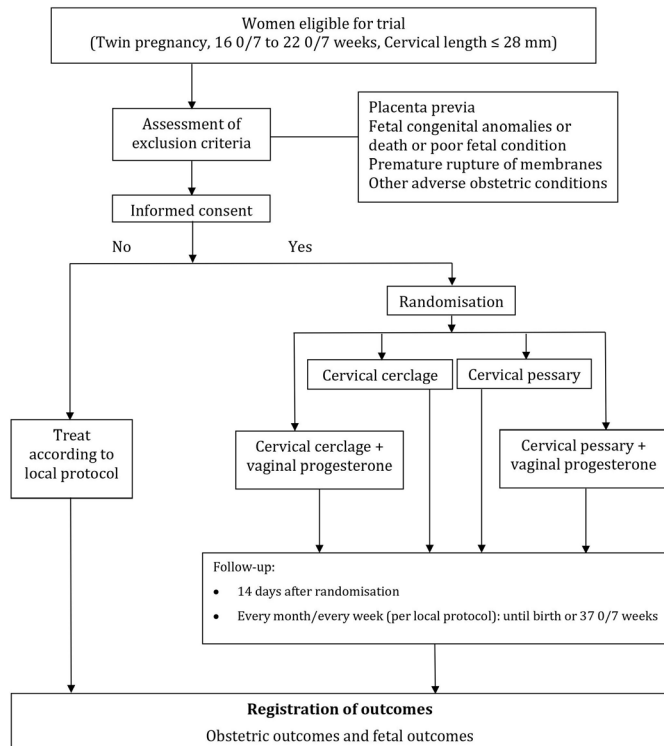 Women eligible for trial
(Twin pregnancy, 16 0/7 to 22 0/7 weeks, Cervical length ≤ 28 mm)
Assessment of
exclusion criteria
Placenta previa
Fetal congenital anomalies or
death or poor fetal condition
Premature rupture of membranes
Other adverse obstetric conditions
Informed consent
No
Yes
Randomisation
Cervical cerclage
Cervical pessary
Treat
according to
local protocol
Cervical cerclage +
vaginal progesterone
Cervical pessary +
vaginal progesterone
Follow-up:
• 14 days after randomisation
• Every month/every week (per local protocol): until birth or 37 0/7 weeks
Registration of outcomes
Obstetric outcomes and fetal outcomes